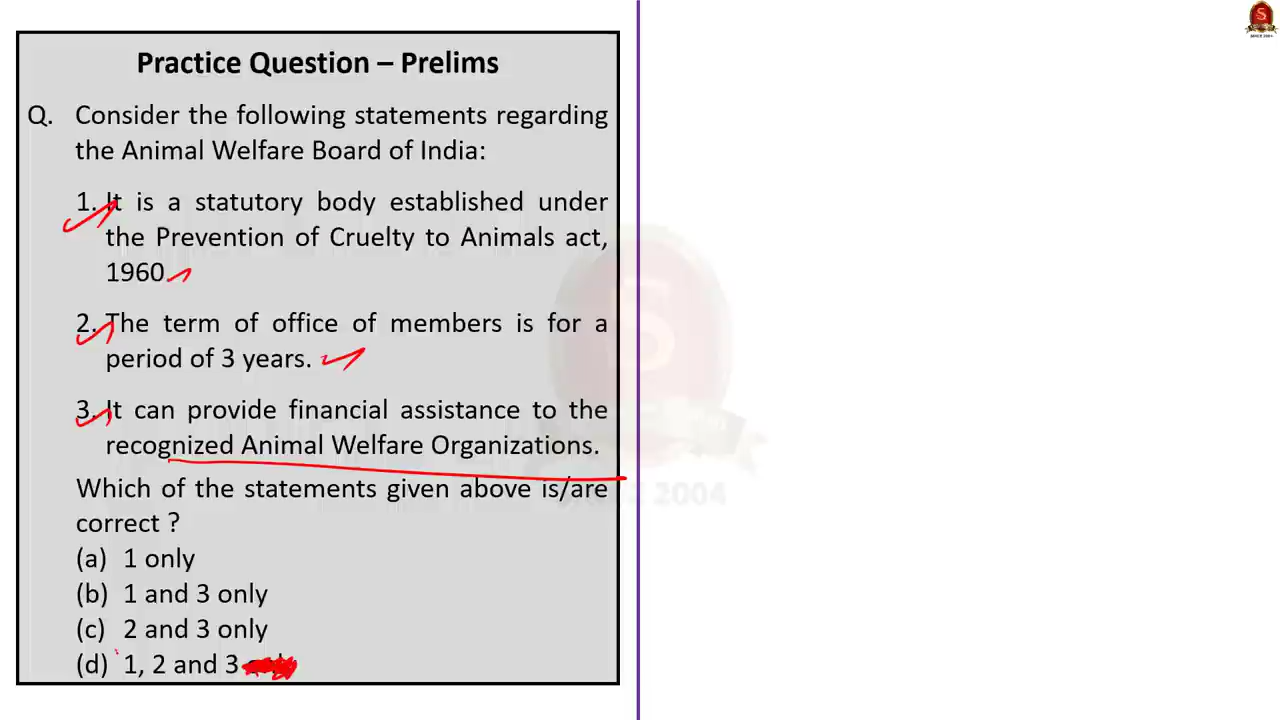 Practice Question – Prelims
Q. Consider the following statements regarding
the Animal Welfare Board of India:
1. It is a statutory body established under
the Prevention of Cruelty to Animals act,
1960
2. The term of office of members is for a
period of 3 years.
3. It can provide financial assistance to the
recognized Animal Welfare Organizations.
Which of the statements given above is/are
correct ?
(a) 1 only
(b) 1 and 3 only
(c) 2 and 3 only
(d) 1, 2 and 3
S
2004
SINCE 2004